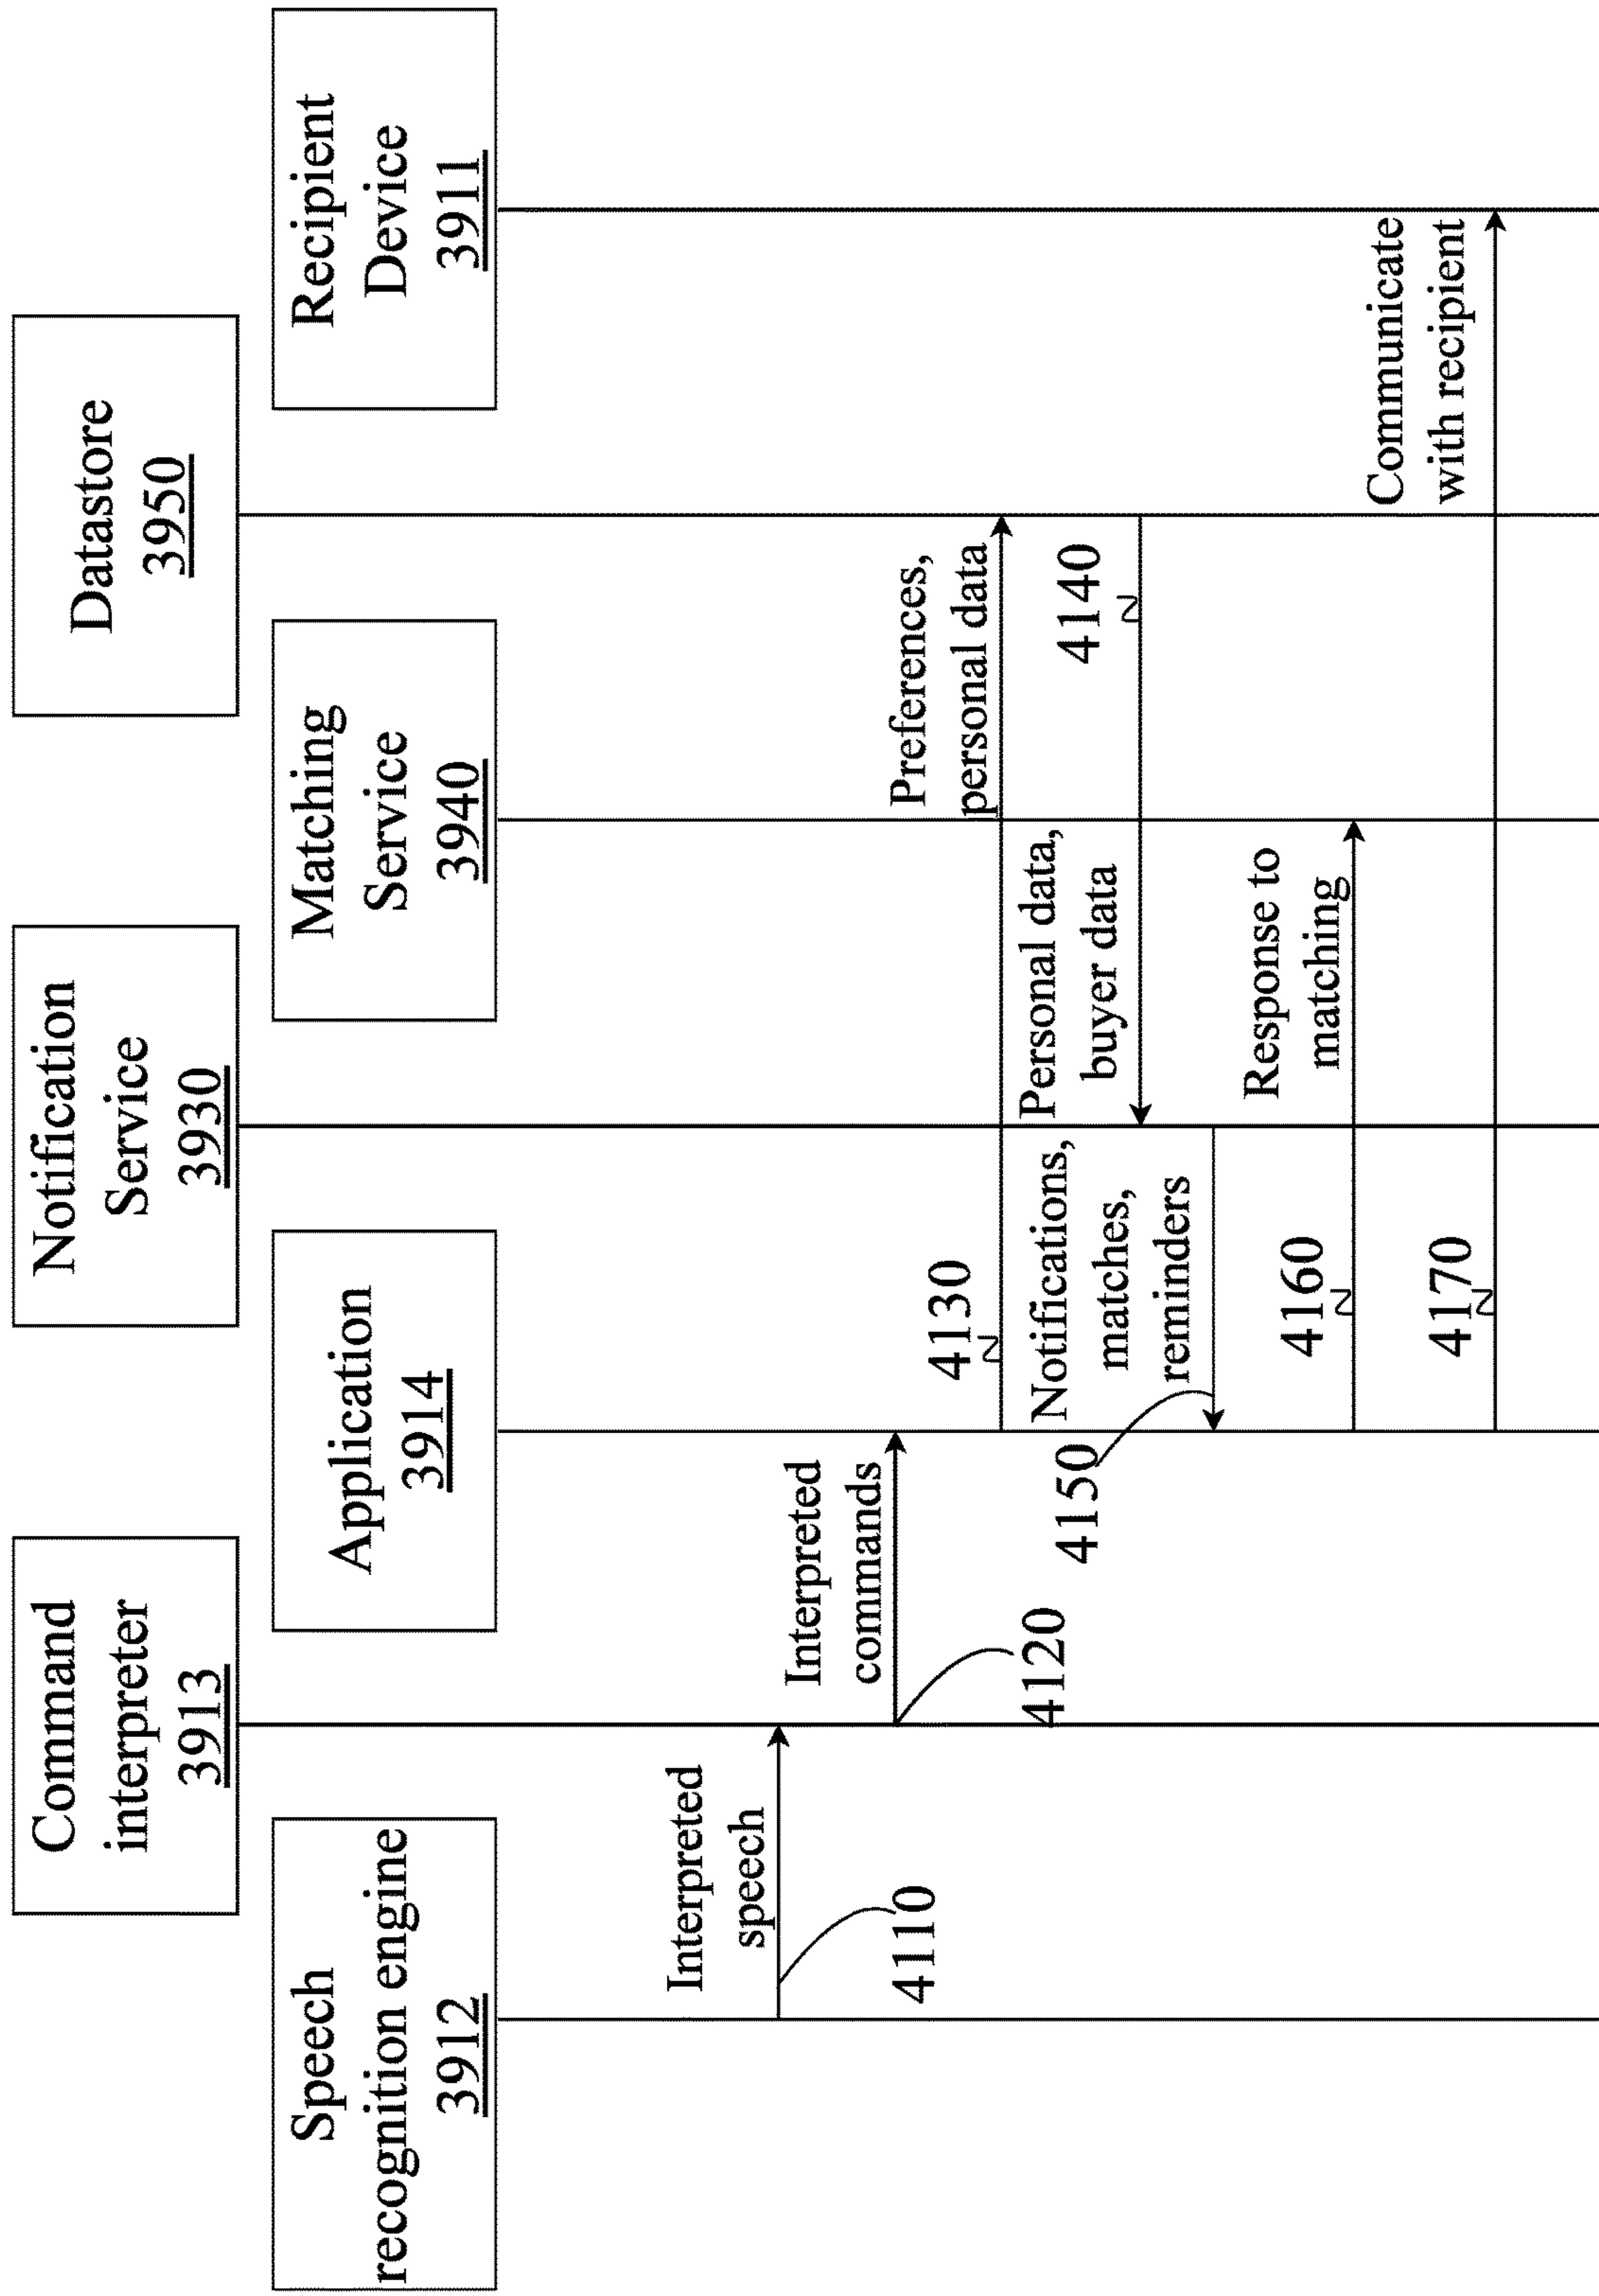 Command
interpreter
3913
Notification
Service
3930
Datastore
3950
Speech
recognition engine
3912
Application
3914
Matching
Service
3940
Recipient
Device
3911
Interpreted
speech
4110
Interpreted
commands
4120
4130
Preferences,
personal data
Personal data,
buyer data
4140
Notifications,
matches,
reminders
4150
4160
Response to
matching
4170
Communicate
with recipient